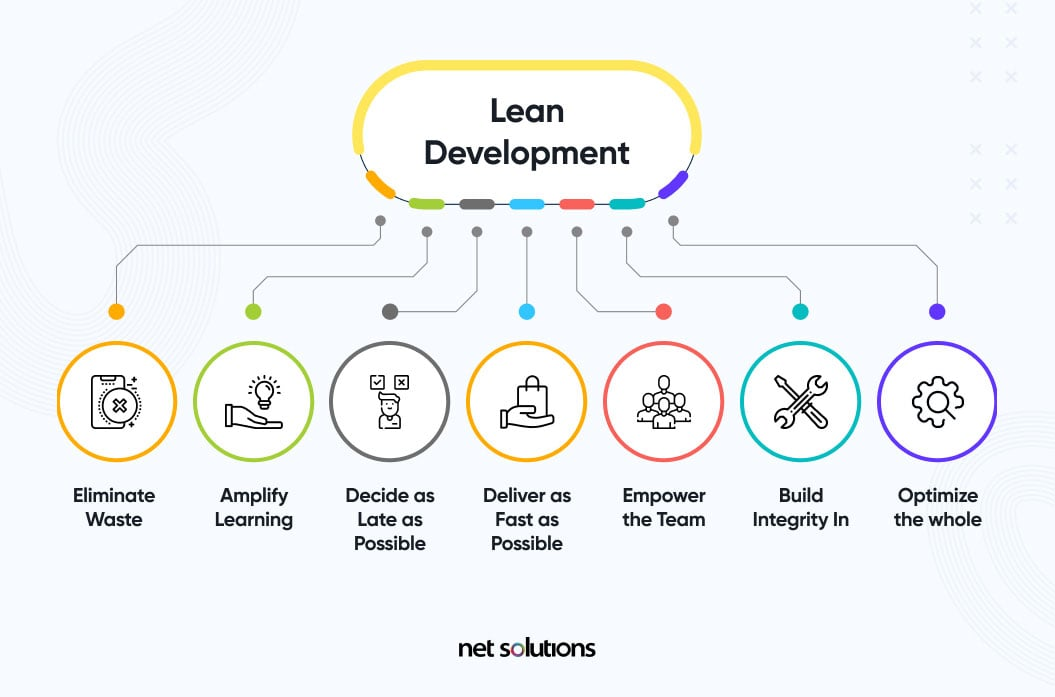 Lean
Development
Eliminate
Waste
Amplify
Learning
Decide as
Late as
Possible
Deliver as
Fast as
Possible
Empower
the Team
Build
Integrity In
Optimize
the whole
net solutions